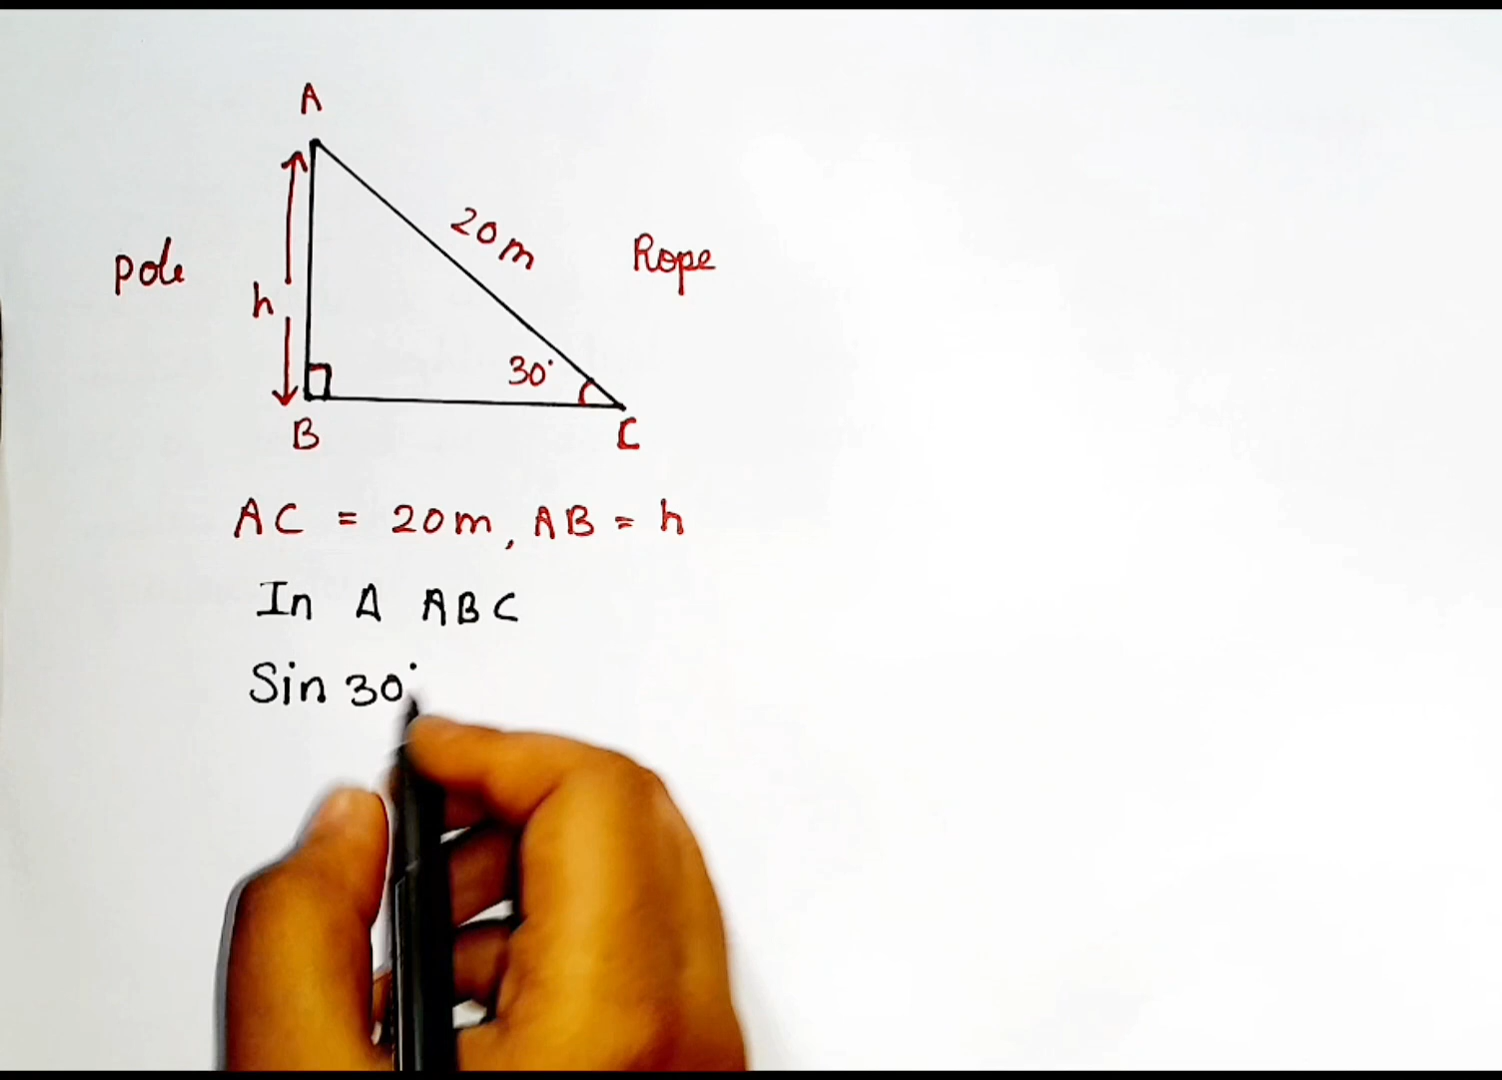 A
20m
pole
Rope
h
30°
B
C
AC = 20m, AB = h
In Δ ABC
Sin 30°